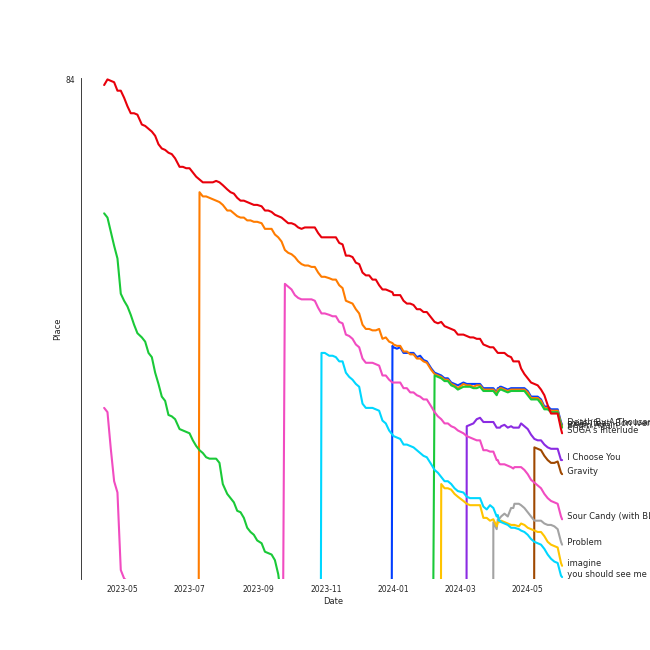 84
Place
SUGA's Interlude
I Choose You
Gravity
Sour Candy (with Bl
Problem
imagine
you should see me
2023-05
2023-07
2023-09
2023-11
2024-01
2024-03
2024-05
Date